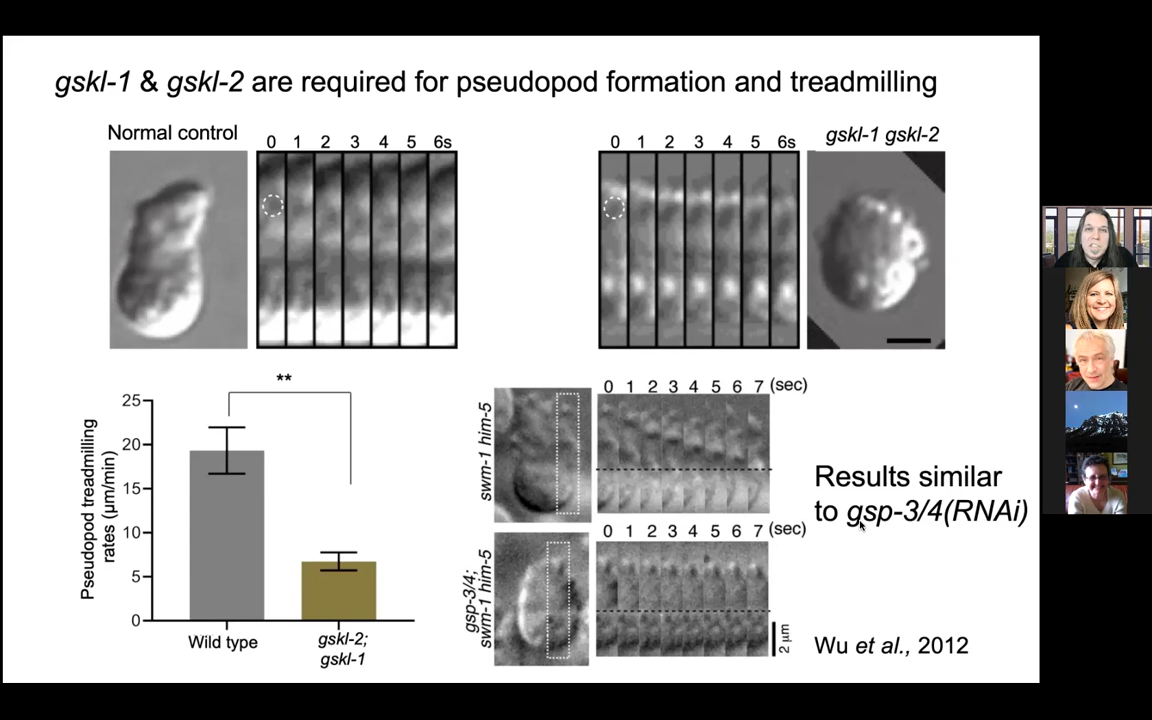 gskl-1 & gskl-2 are required for pseudopod formation and treadmilling
Normal control
0 1 2 3 4 5 6s
0 1 2 3 4 5 6s
gskl-1 gskl-2
**
Pseudopod treadmilling
rates (µm/min)
25
20
15
10
5
0
Wild type
gskl-2;
gskl-1
swm-1 him-5
0 1 2 3 4 5 6 7 (sec)
gsp-3/4;
swm-1 him-5
0 1 2 3 4 5 6 7 (sec)
2 µm
Results similar
to gsp-3/4(RNAi)
Wu et al., 2012